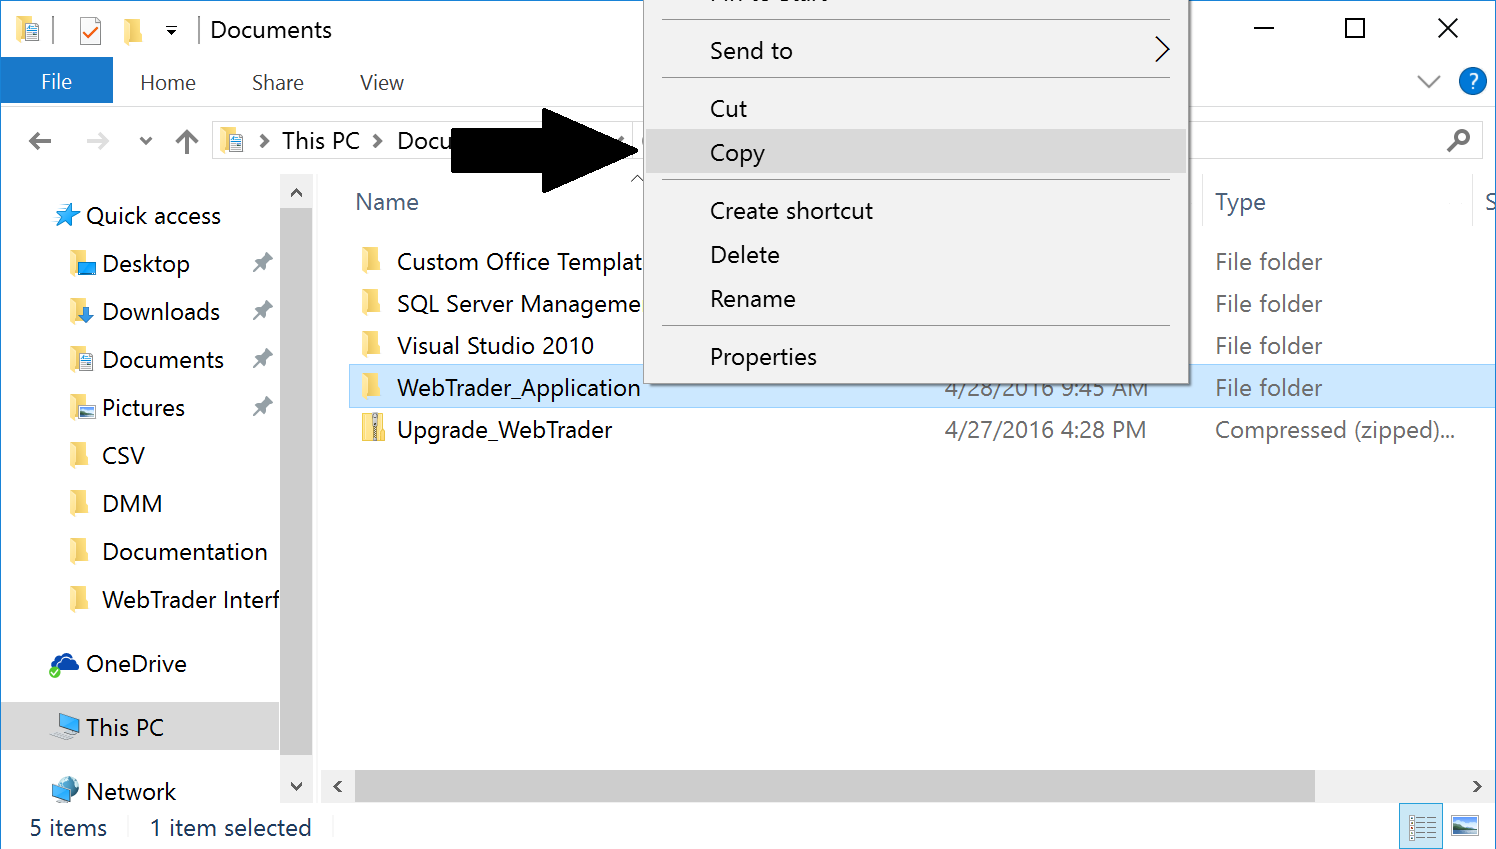 Documents
File Home Share View
?
This PC Docu
Send to
Cut
Copy
Create shortcut
Delete
Rename
Properties
Quick access
Desktop
Downloads
Documents
Pictures
CSV
DMM
Documentation
WebTrader Interf
OneDrive
This PC
Network
Name Type S
Custom Office Templat File folder
SQL Server Manageme File folder
Visual Studio 2010 File folder
WebTrader_Application 4/28/2016 9:45 AM File folder
Upgrade_WebTrader 4/27/2016 4:28 PM Compressed (zipped)...
5 items 1 item selected